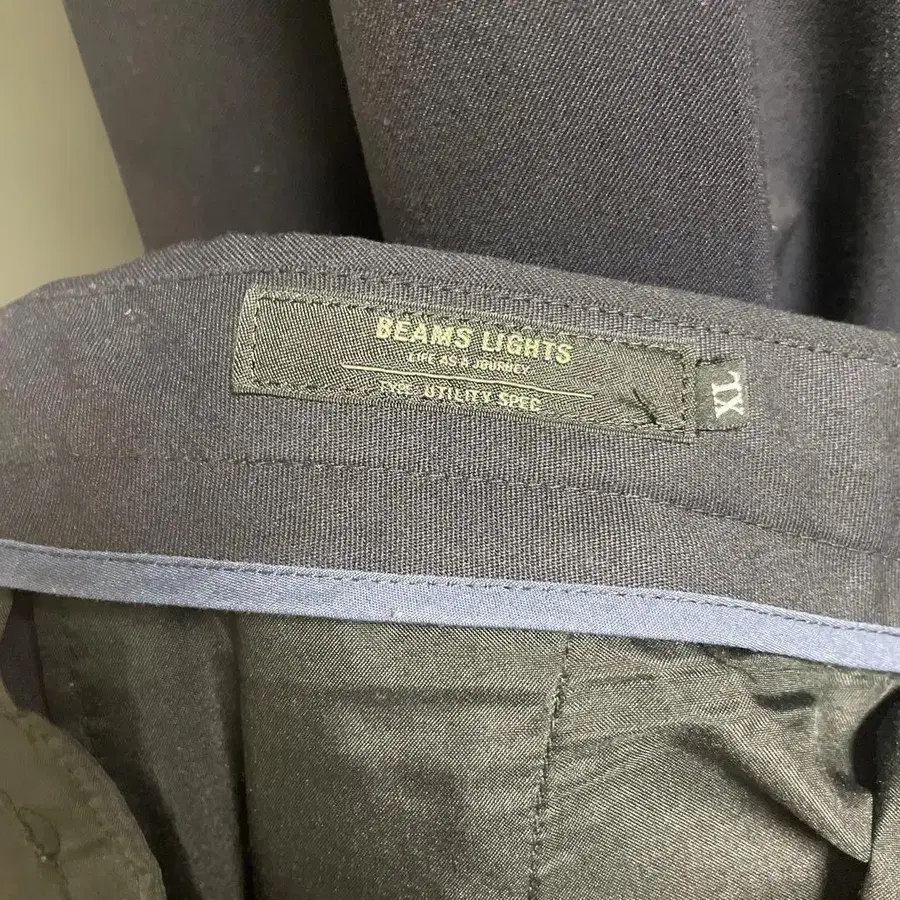 BEAMS LIGHTS
LIFE AS A JOURNEY
TYPE UTILITY SPEC
XL